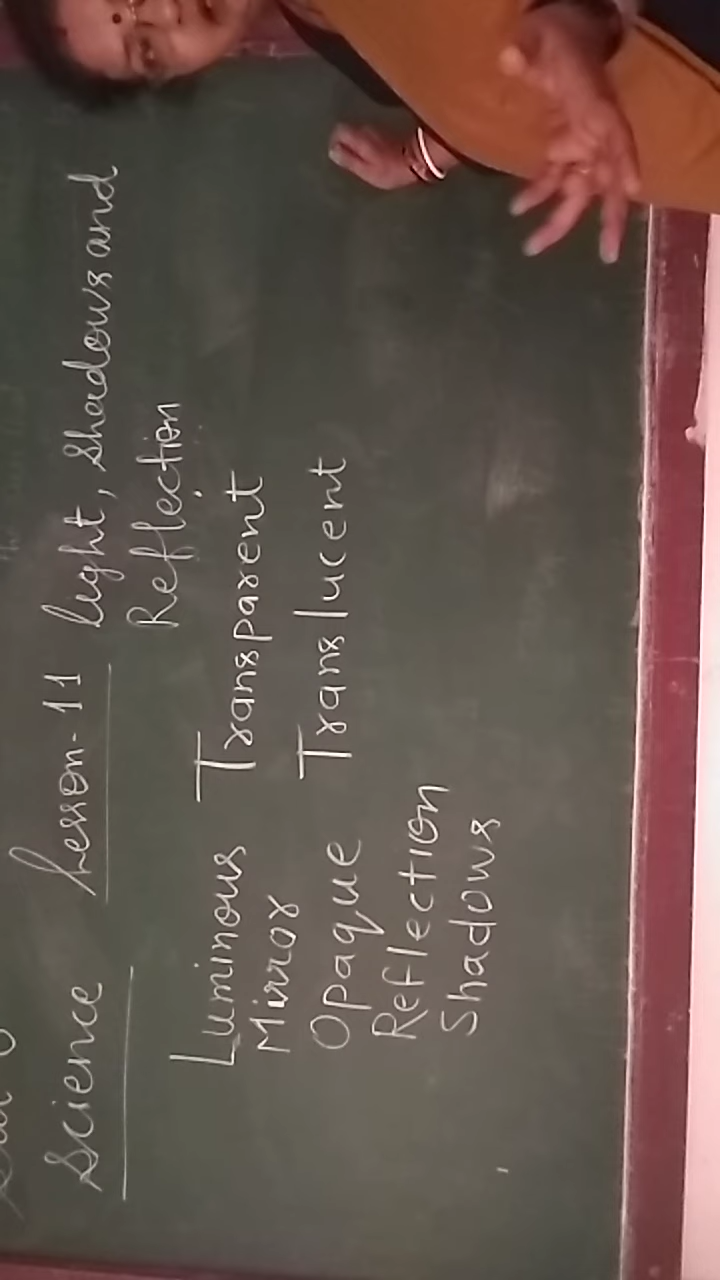 Science Lesson-11 Light, Shadows and
Reflection
Luminous Transparent
Mirror
Opaque Translucent
Reflection
Shadows